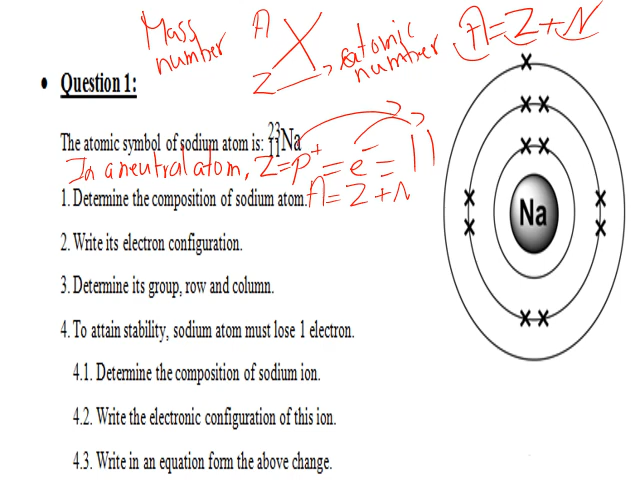 Mass number A X Z → atomic number A = Z + N
• Question 1:
The atomic symbol of sodium atom is: ²³₁₁Na
In a neutral atom, Z = p⁺ = e⁻ = 11
1. Determine the composition of sodium atom. A = Z + N
Na
2. Write its electron configuration.
3. Determine its group, row and column.
4. To attain stability, sodium atom must lose 1 electron.
4.1. Determine the composition of sodium ion.
4.2. Write the electronic configuration of this ion.
4.3. Write in an equation form the above change.